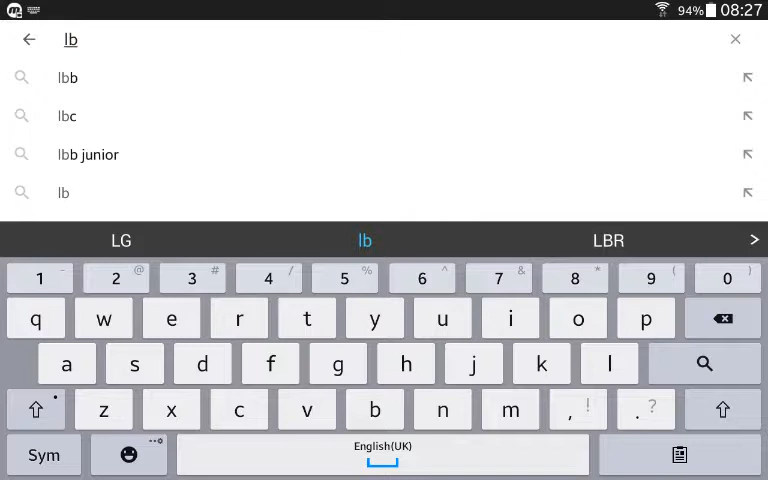 94% 08:27
lb
lbb
lbc
lbb junior
lb
LG lb LBR >
1 - 2 @ 3 # 4 / 5 % 6 ^ 7 & 8 * 9 ( 0 )
q w e r t y u i o p
a s d f g h j k l
z x c v b n m , ! . ?
Sym English(UK)